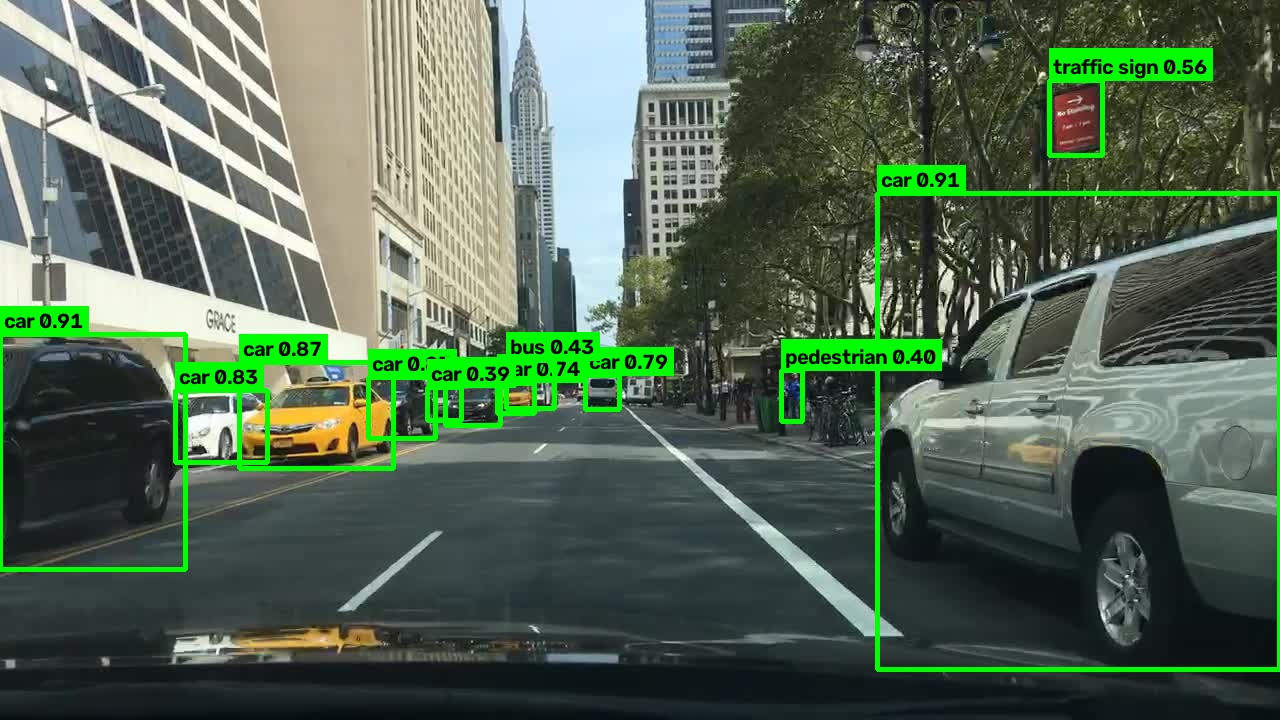 traffic sign 0.56
No Standing
car 0.91
GRACE
car 0.91
car 0.87
car 0.83
bus 0.43
car 0.79
car 0.39
ar 0.74
pedestrian 0.40